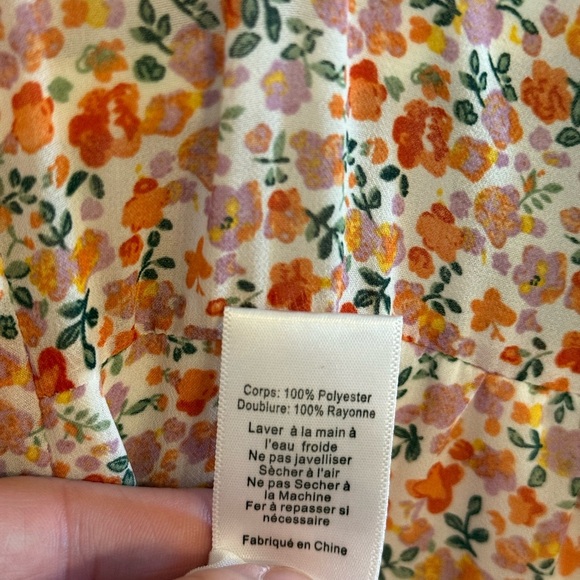 Corps: 100% Polyester
Doublure: 100% Rayonne
Laver à la main à
l'eau froide
Ne pas javelliser
Sècher à l'air
Ne pas Secher à
la Machine
Fer à repasser si
nécessaire
Fabriqué en Chine